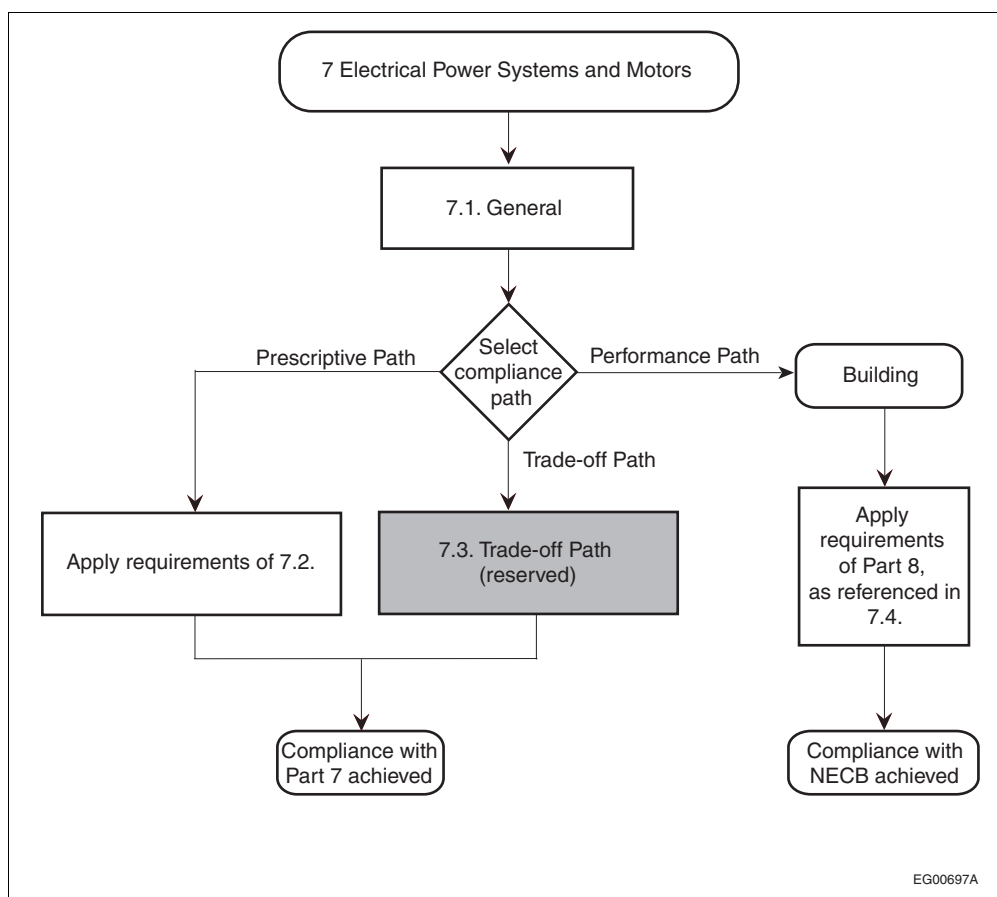 7 Electrical Power Systems and Motors
7.1. General
Select
compliance
path
Prescriptive Path
Performance Path
Trade-off Path
Building
Apply requirements of 7.2.
7.3. Trade-off Path
(reserved)
Apply
requirements
of Part 8,
as referenced in
7.4.
Compliance with
Part 7 achieved
Compliance with
NECB achieved
EG00697A